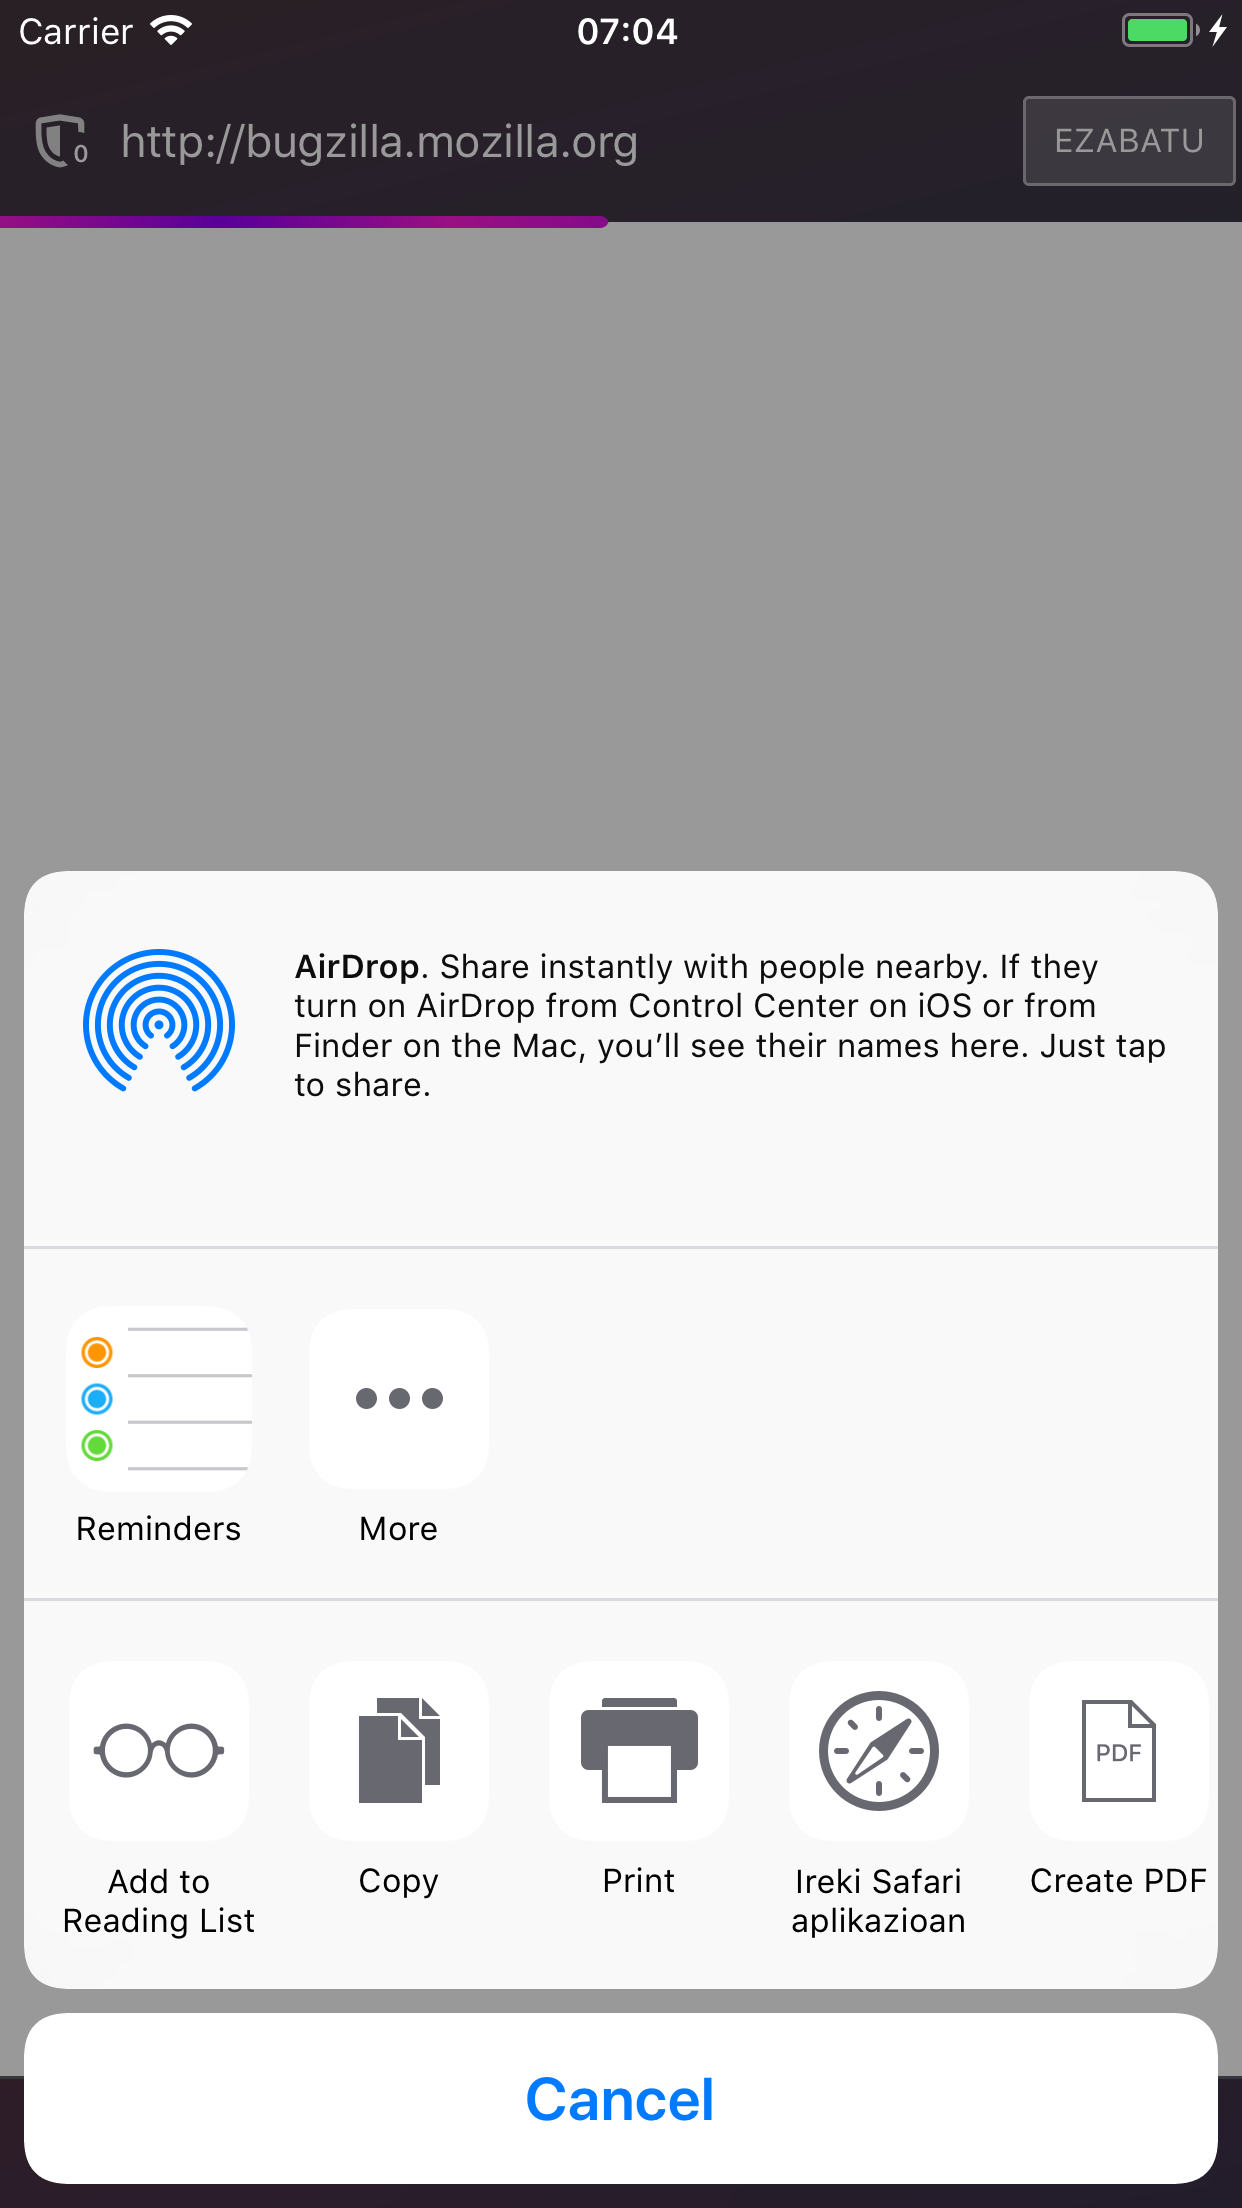 Carrier
07:04
0
http://bugzilla.mozilla.org
EZABATU
AirDrop. Share instantly with people nearby. If they
turn on AirDrop from Control Center on iOS or from
Finder on the Mac, you’ll see their names here. Just tap
to share.
Reminders
More
PDF
Add to
Reading List
Copy
Print
Ireki Safari
aplikazioan
Create PDF
Cancel